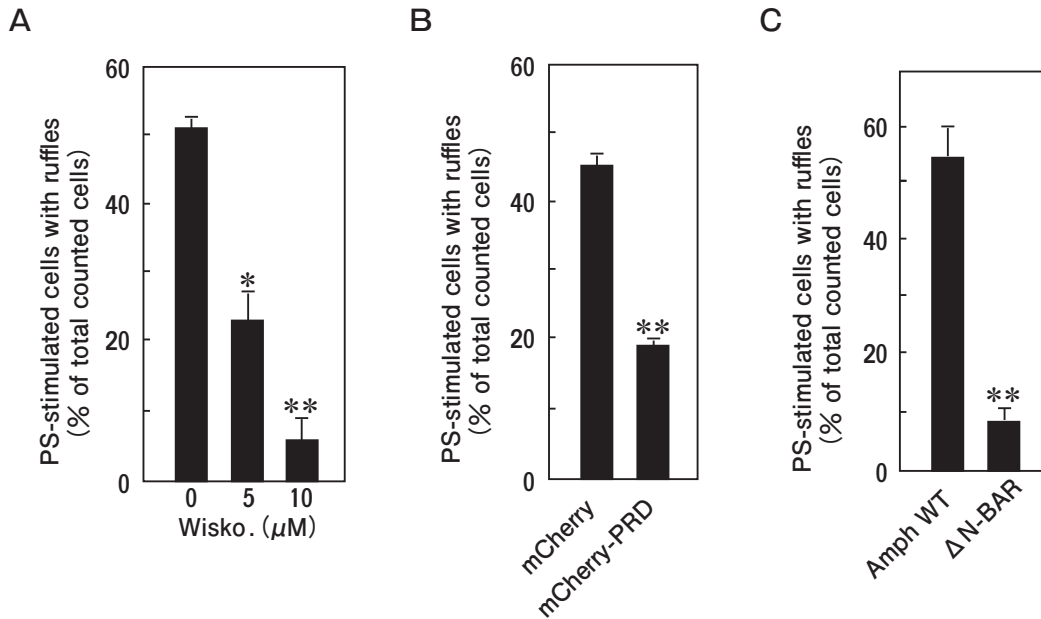 A
PS-stimulated cells with ruffles
(% of total counted cells)
60
40
20
0
*
**
0 5 10
Wisko. (μM)
B
PS-stimulated cells with ruffles
(% of total counted cells)
60
40
20
0
**
mCherry
mCherry-PRD
C
PS-stimulated cells with ruffles
(% of total counted cells)
60
40
20
0
**
Amph WT
Δ N-BAR